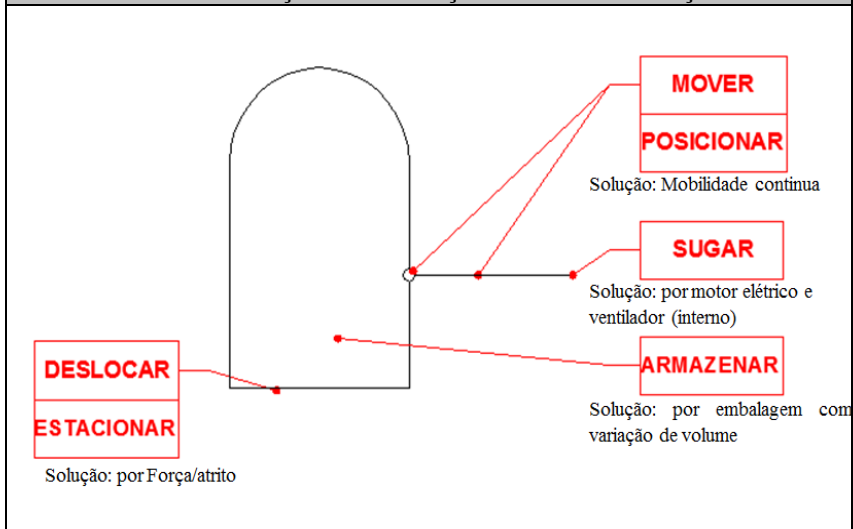 MOVER
POSICIONAR
Solução: Mobilidade continua
SUGAR
Solução: por motor elétrico e
ventilador (interno)
ARMAZENAR
Solução: por embalagem com
variação de volume
DESLOCAR
ESTACIONAR
Solução: por Força/atrito